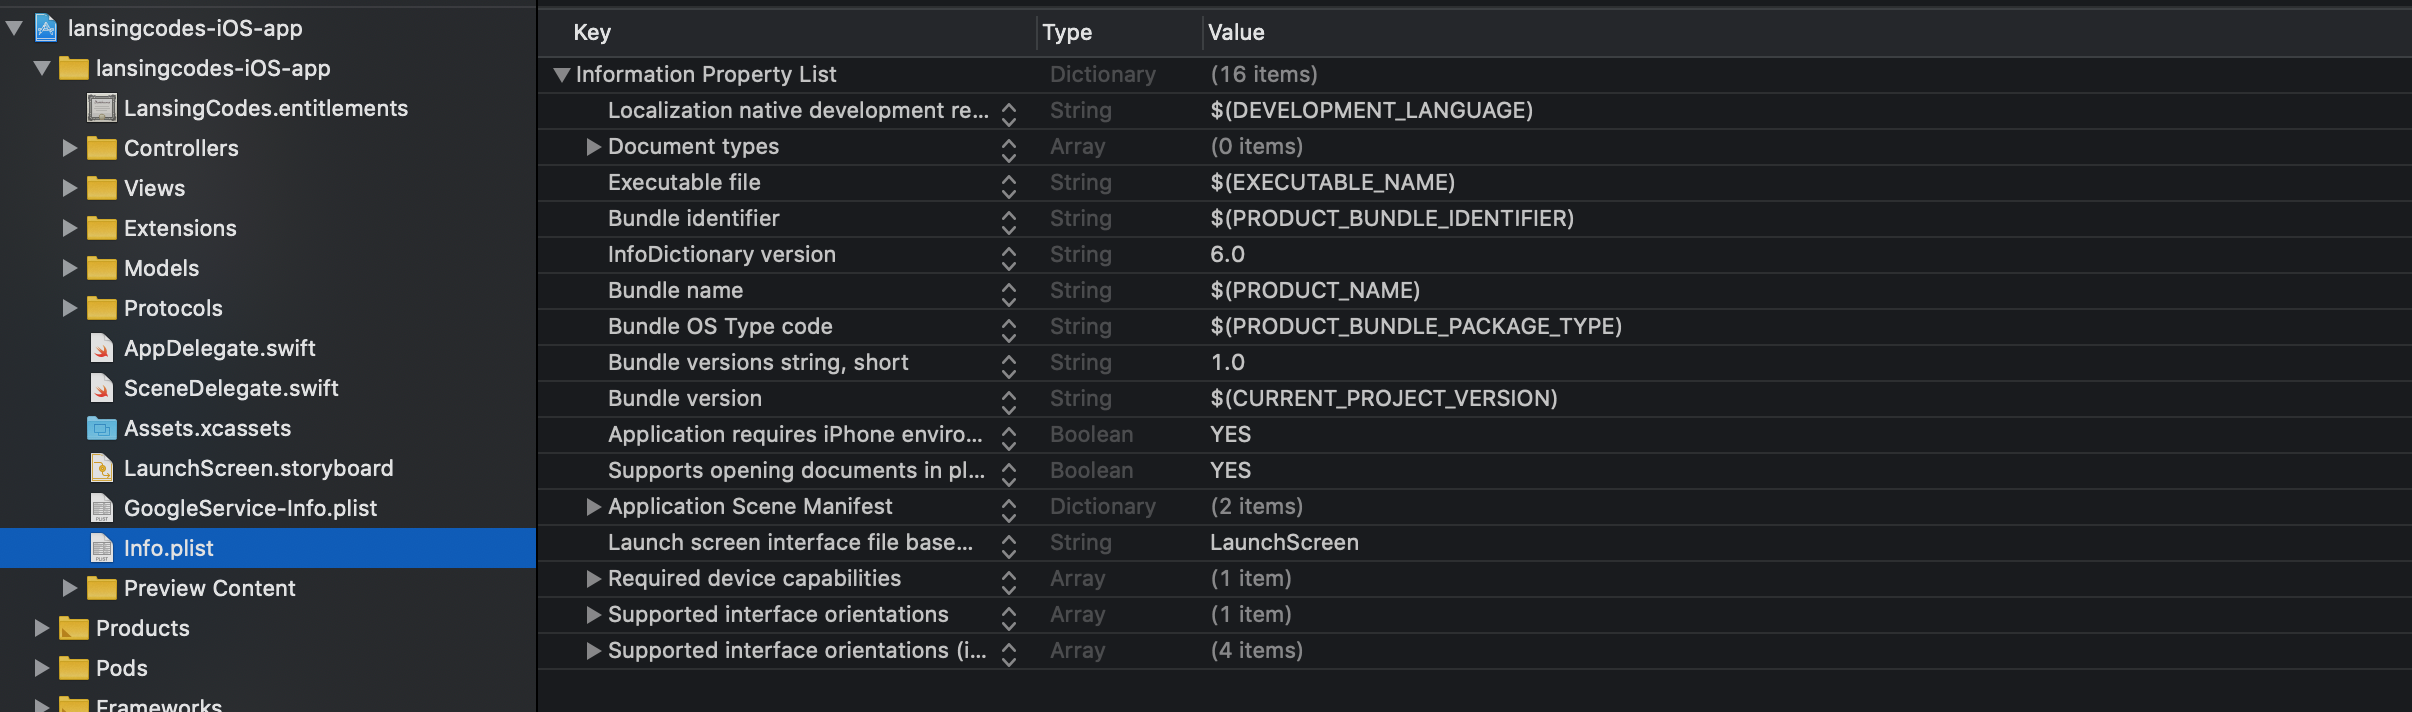 lansingcodes-iOS-app
lansingcodes-iOS-app
LansingCodes.entitlements
Controllers
Views
Extensions
Models
Protocols
AppDelegate.swift
SceneDelegate.swift
Assets.xcassets
LaunchScreen.storyboard
GoogleService-Info.plist
Info.plist
Preview Content
Products
Pods
Frameworks
Key Type Value
Information Property List Dictionary (16 items)
Localization native development re... String $(DEVELOPMENT_LANGUAGE)
Document types Array (0 items)
Executable file String $(EXECUTABLE_NAME)
Bundle identifier String $(PRODUCT_BUNDLE_IDENTIFIER)
InfoDictionary version String 6.0
Bundle name String $(PRODUCT_NAME)
Bundle OS Type code String $(PRODUCT_BUNDLE_PACKAGE_TYPE)
Bundle versions string, short String 1.0
Bundle version String $(CURRENT_PROJECT_VERSION)
Application requires iPhone enviro... Boolean YES
Supports opening documents in pl... Boolean YES
Application Scene Manifest Dictionary (2 items)
Launch screen interface file base... String LaunchScreen
Required device capabilities Array (1 item)
Supported interface orientations Array (1 item)
Supported interface orientations (i... Array (4 items)